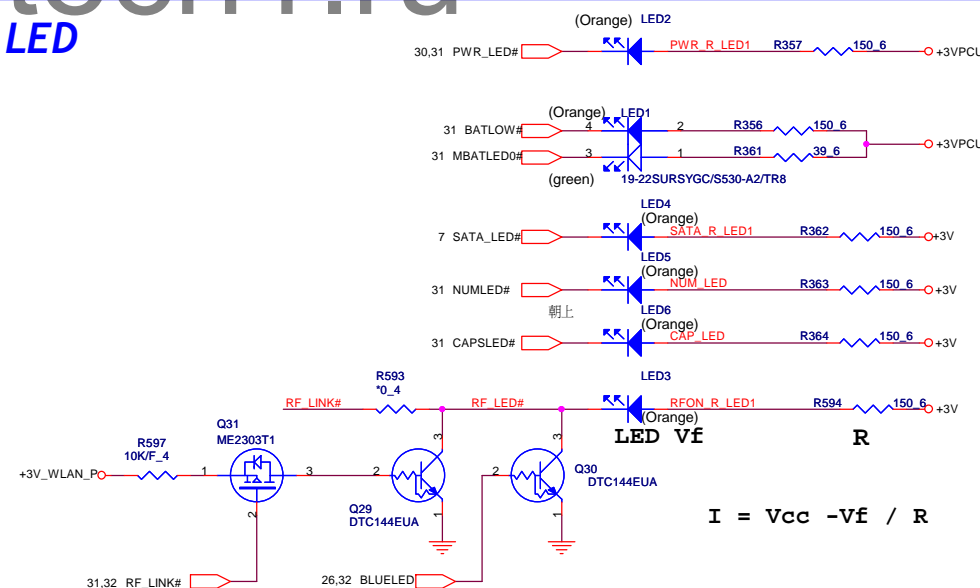 LED
(Orange) LED2
30,31 PWR_LED# PWR_R_LED1 R357 150_6 +3VPCU
(Orange) LED1
31 BATLOW# 4 2 R356 150_6
31 MBATLED0# 3 1 R361 39_6 +3VPCU
(green) 19-22SURSYGC/S530-A2/TR8
LED4
(Orange)
7 SATA_LED# SATA_R_LED1 R362 150_6 +3V
LED5
(Orange)
31 NUMLED# NUM_LED R363 150_6 +3V
朝上
LED6
(Orange)
31 CAPSLED# CAP_LED R364 150_6 +3V
R593
*0_4
LED3
RF_LINK# RF_LED# RFON_R_LED1 R594 150_6 +3V
(Orange)
LED Vf R
Q31
ME2303T1
R597
10K/F_4
+3V_WLAN_P 1 3 2
2 3 1
Q29
DTC144EUA
2 3 1
Q30
DTC144EUA
I = Vcc -Vf / R
31,32 RF_LINK# 26,32 BLUELED